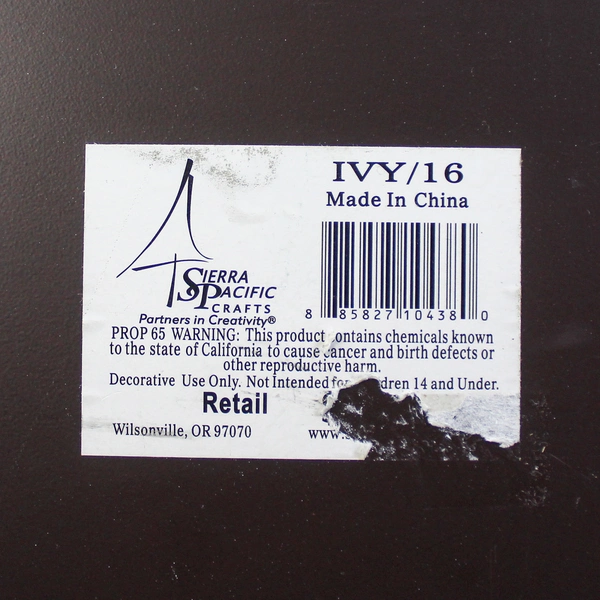 IVY/16
Made In China
SIERRA
PACIFIC
CRAFTS
Partners in Creativity®
8 85827 10438 0
PROP 65 WARNING: This product contains chemicals known
to the state of California to cause cancer and birth defects or
other reproductive harm.
Decorative Use Only. Not Intended for Children 14 and Under.
Retail
Wilsonville, OR 97070
www.s